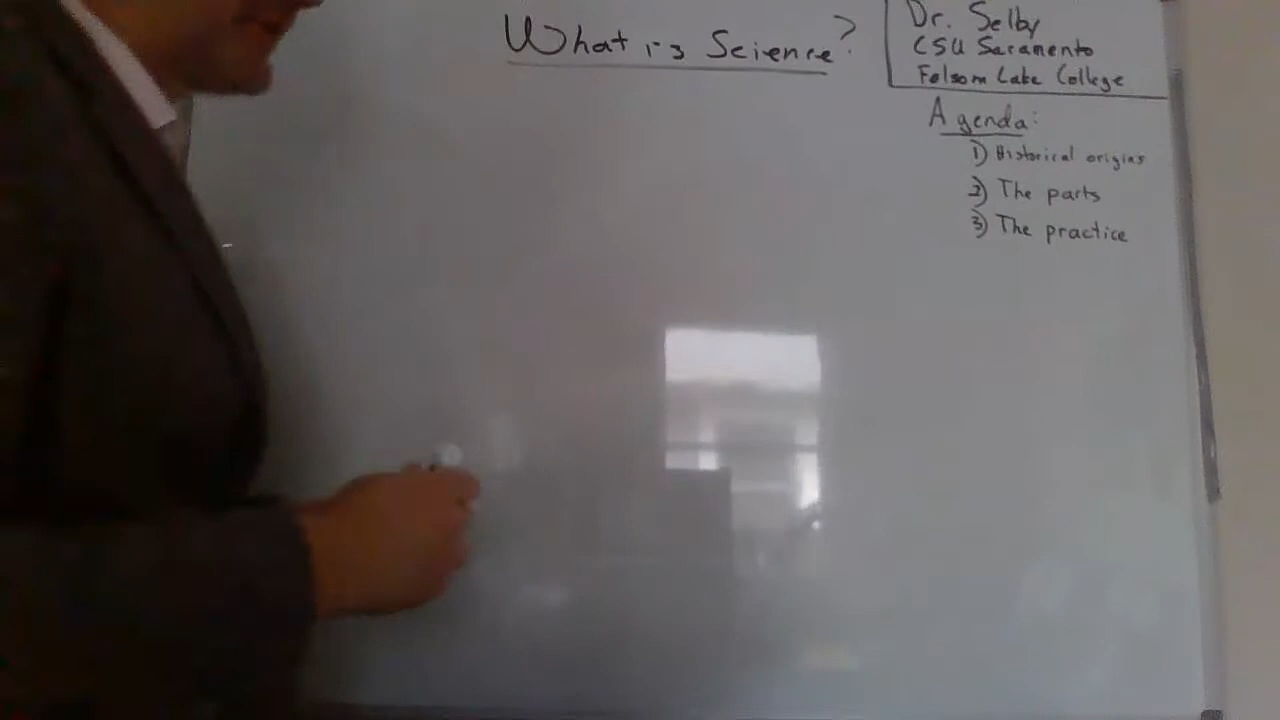 What is Science?
Dr. Selby
CSU Saramento
Folsom Lake College
Agenda:
1) Historical origins
2) The parts
3) The practice